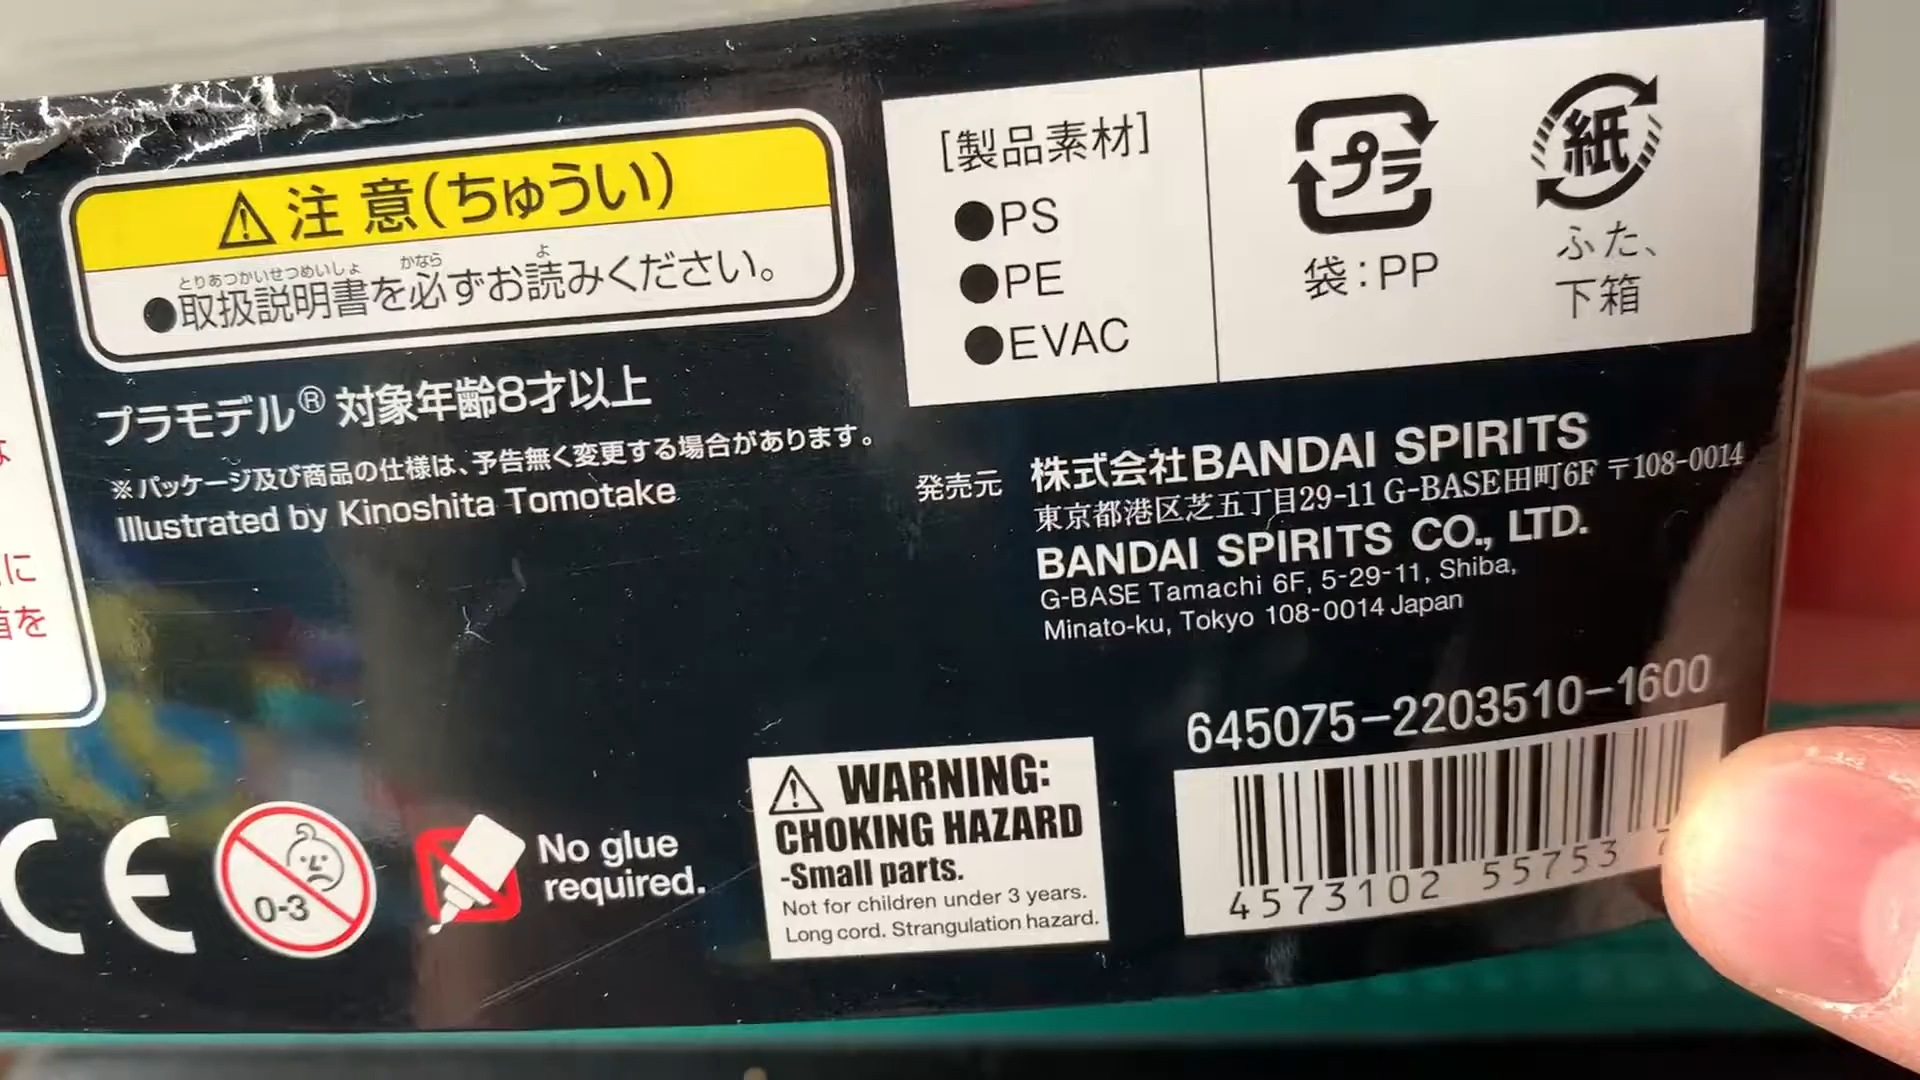 注意(ちゅうい)
とりあつかいせつめいしょ かなら よ
●取扱説明書を必ずお読みください。
プラモデル® 対象年齢8才以上
※パッケージ及び商品の仕様は、予告無く変更する場合があります。
Illustrated by Kinoshita Tomotake
[製品素材]
●PS
●PE
●EVAC
プラ
袋:PP
紙
ふた、
下箱
発売元 株式会社BANDAI SPIRITS
東京都港区芝五丁目29-11 G-BASE田町6F 〒108-0014
BANDAI SPIRITS CO., LTD.
G-BASE Tamachi 6F, 5-29-11, Shiba,
Minato-ku, Tokyo 108-0014 Japan
645075-2203510-1600
4573102 55753
CE
0-3
No glue
required.
WARNING:
CHOKING HAZARD
-Small parts.
Not for children under 3 years.
Long cord. Strangulation hazard.
に
を